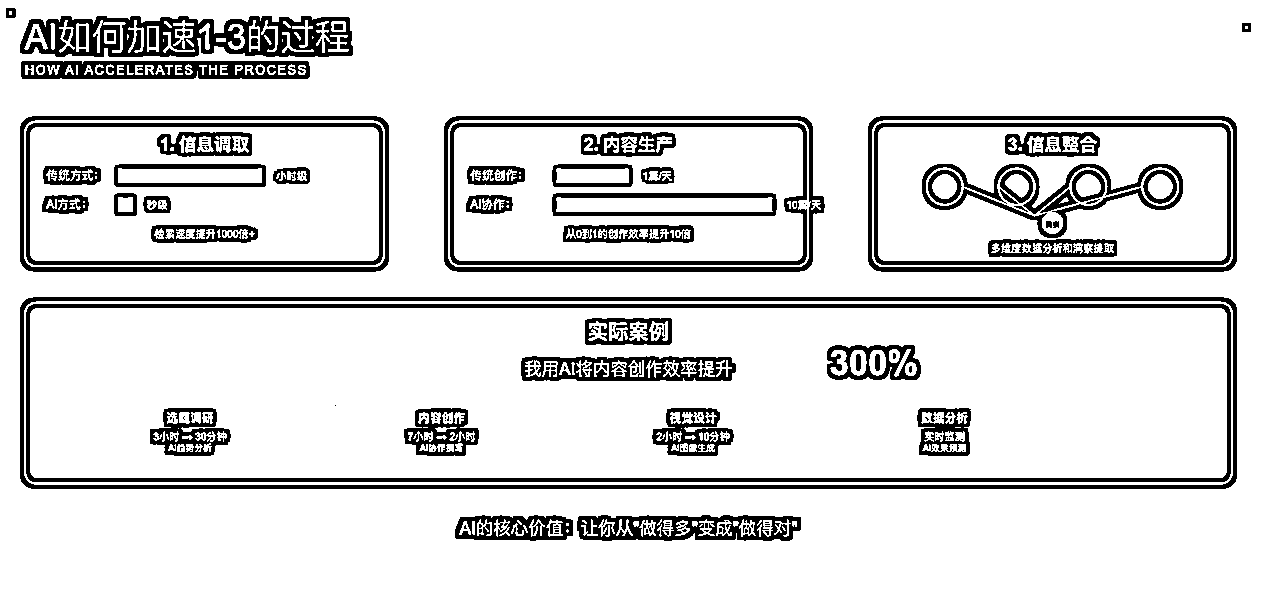 AI如何加速1-3的过程
HOW AI ACCELERATES THE PROCESS
1. 信息调取
传统方式:
小时级
AI方式:
秒级
检索速度提升1000倍+
2. 内容生产
传统创作:
1篇/天
AI协作:
10篇/天
从0到1的创作效率提升10倍
3. 信息整合
多维度数据分析和洞察提取
实际案例
我用AI将内容创作效率提升
300%
选题调研
3小时 → 30分钟
AI趋势分析
内容创作
7小时 → 2小时
AI协作撰写
视觉设计
2小时 → 10分钟
AI图像生成
数据分析
实时监测
AI效果预测
AI的核心价值: 让你从"做得多"变成"做得对"